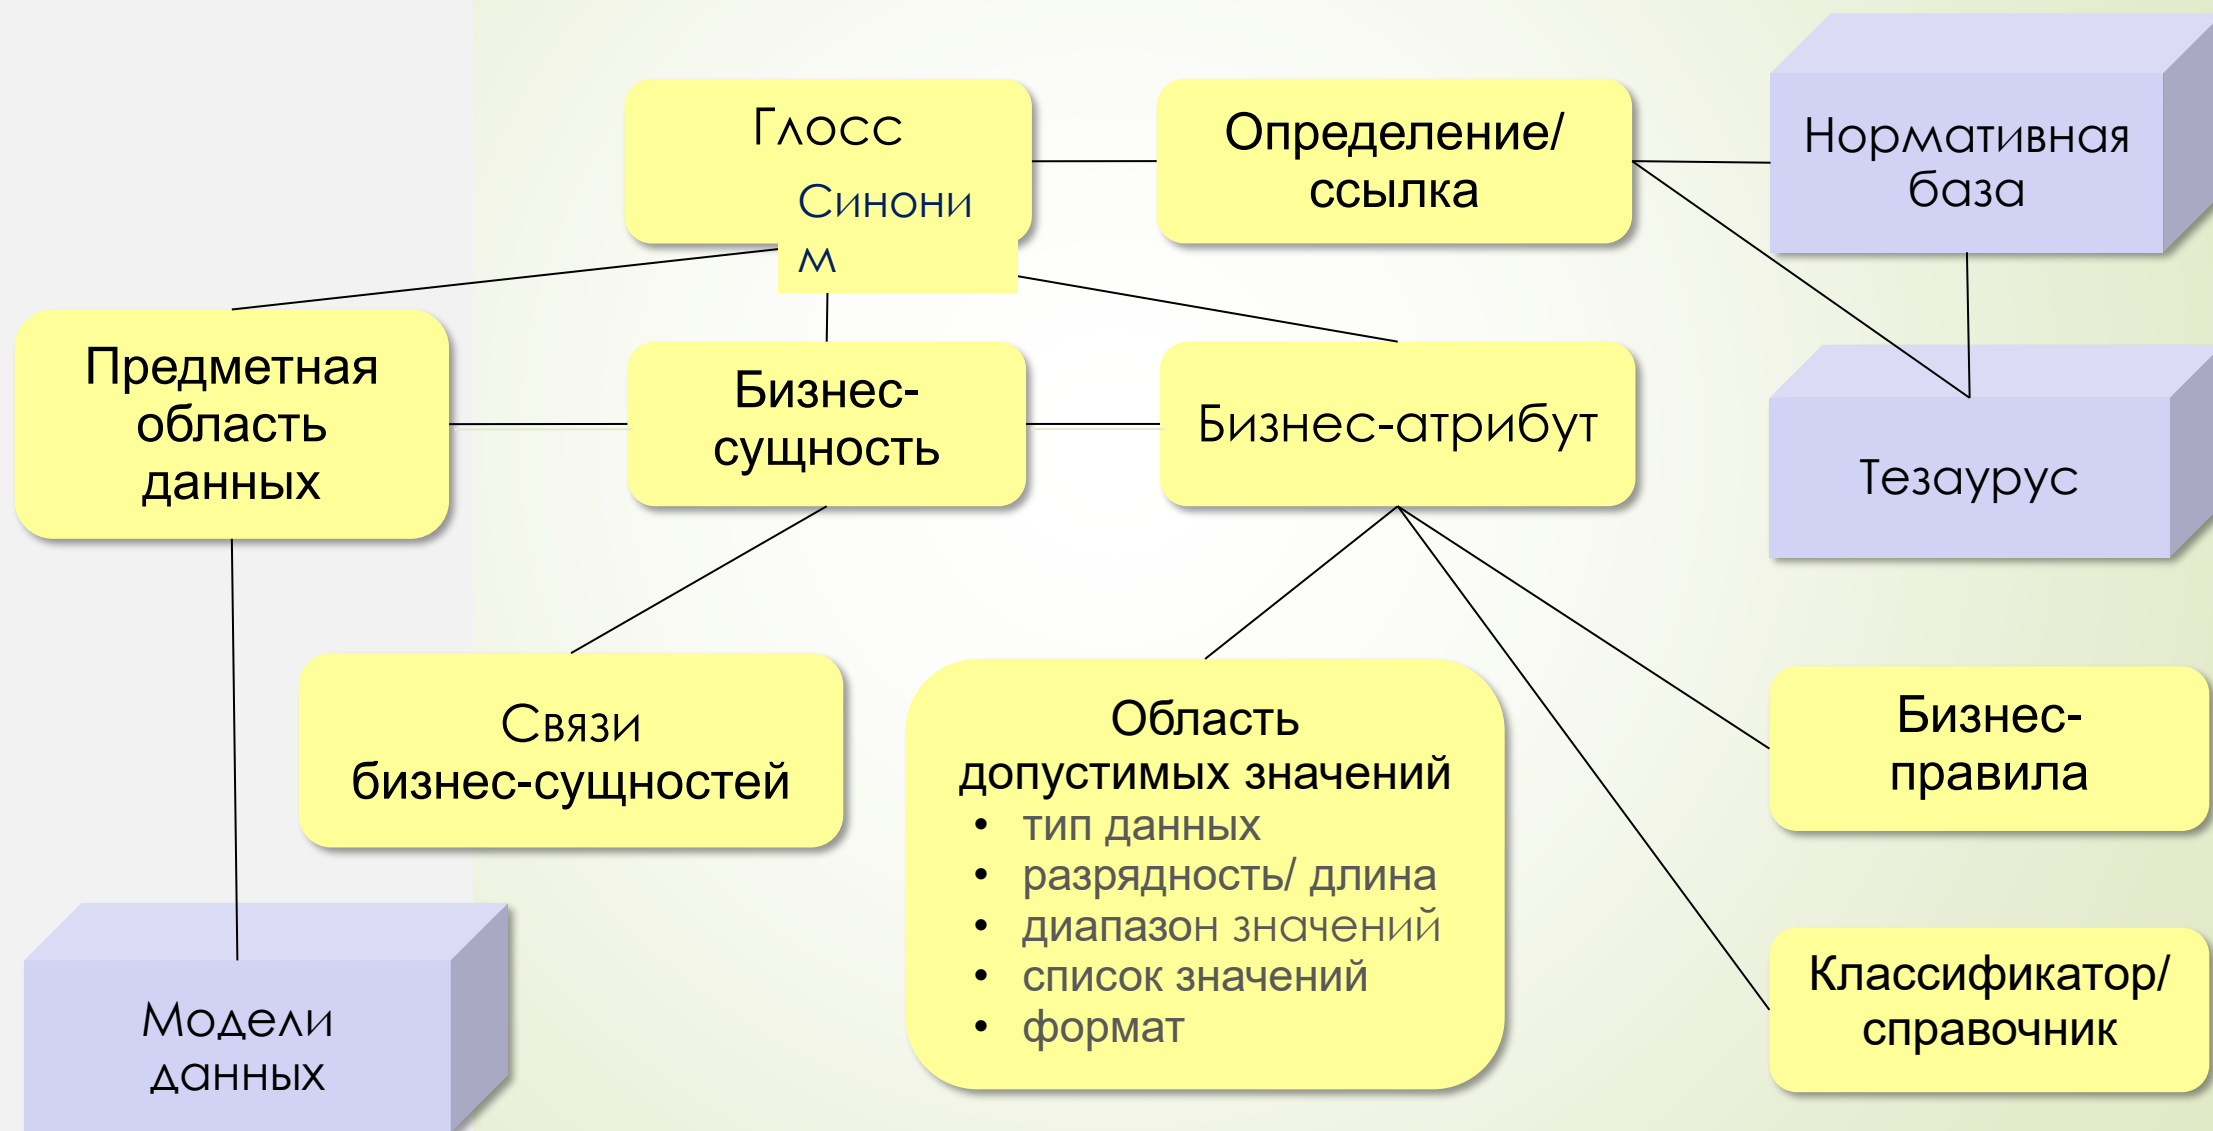 Глосс
Синони
м
Определение/
ссылка
Нормативная
база
Предметная
область
данных
Бизнес-
сущность
Бизнес-атрибут
Тезаурус
Связи
бизнес-сущностей
Область
допустимых значений
• тип данных
• разрядность/ длина
• диапазон значений
• список значений
• формат
Бизнес-
правила
Классификатор/
справочник
Модели
данных